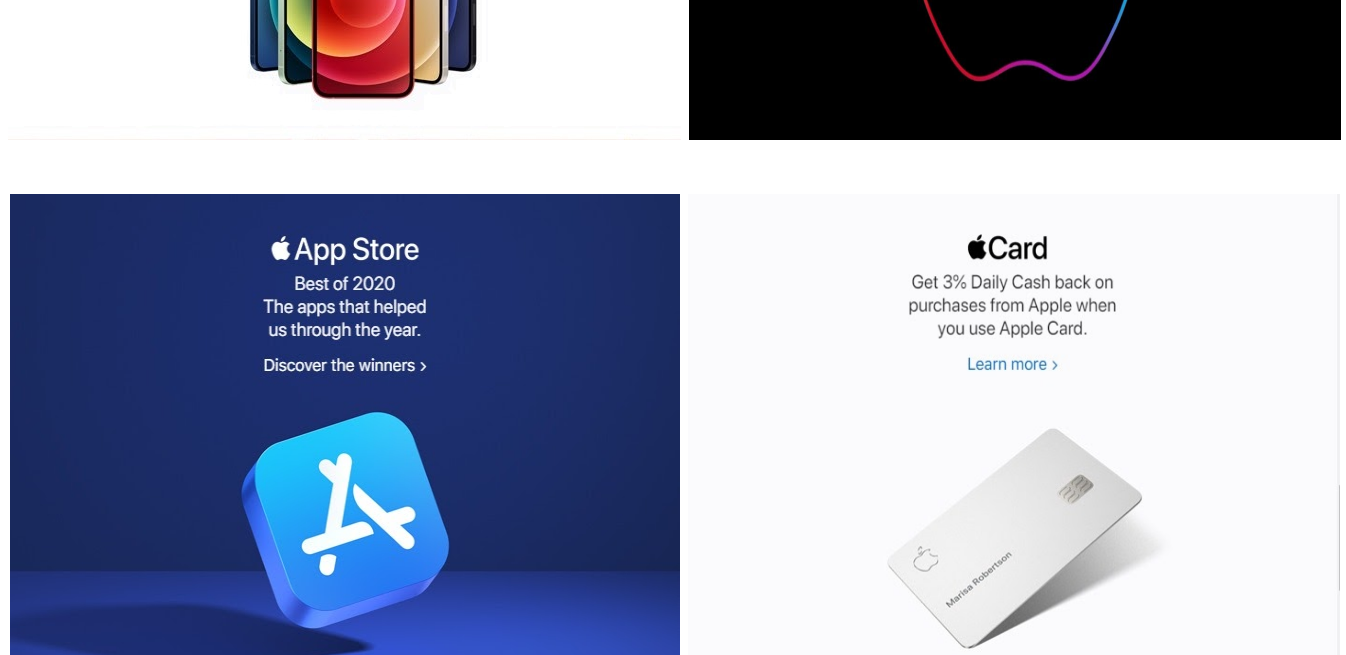 App Store
Best of 2020
The apps that helped
us through the year.
Discover the winners ›
Card
Get 3% Daily Cash back on
purchases from Apple when
you use Apple Card.
Learn more ›
Marisa Robertson